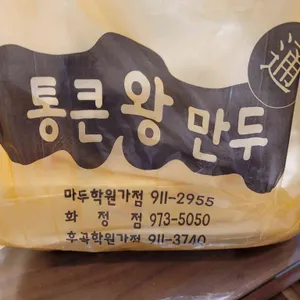 通
통큰 왕 만두
마두학원가점 911-2955
화 정 점 973-5050
후곡학원가점 911-3740